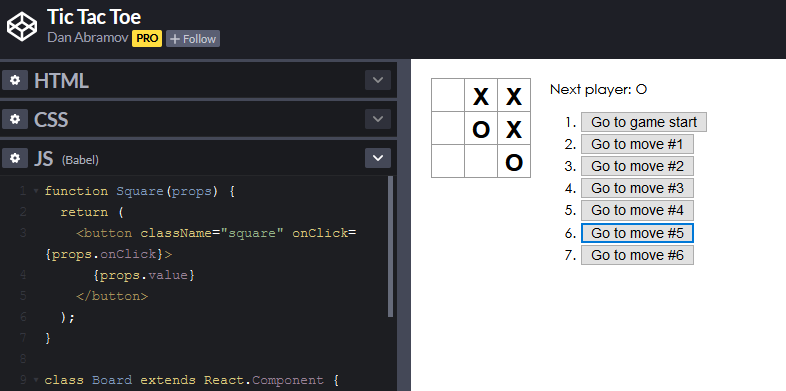 Tic Tac Toe
Dan Abramov PRO + Follow
HTML
CSS
JS (Babel)
1 function Square(props) {
2 return (
3 <button className="square" onClick=
{props.onClick}>
4 {props.value}
5 </button>
6 );
7 }
8
9 class Board extends React.Component {
X X
O X
O
Next player: O
1. Go to game start
2. Go to move #1
3. Go to move #2
4. Go to move #3
5. Go to move #4
6. Go to move #5
7. Go to move #6